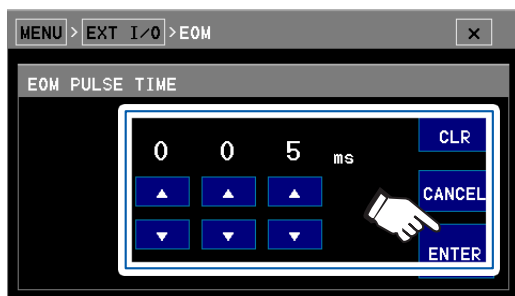 MENU > EXT I/O > EOM ×
EOM PULSE TIME
0 0 5 ms
CLR
CANCEL
ENTER